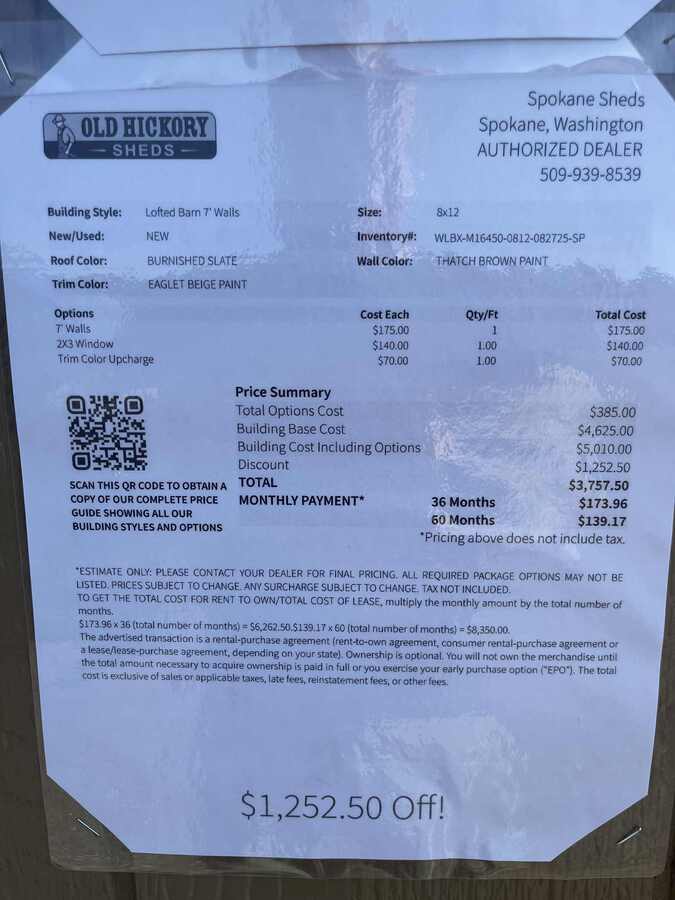 OLD HICKORY
SHEDS
Spokane Sheds
Spokane, Washington
AUTHORIZED DEALER
509-939-8539
Building Style: Lofted Barn 7' Walls Size: 8x12
New/Used: NEW Inventory#: WLBX-M16450-0812-082725-SP
Roof Color: BURNISHED SLATE Wall Color: THATCH BROWN PAINT
Trim Color: EAGLET BEIGE PAINT
Options Cost Each Qty/Ft Total Cost
7' Walls $175.00 1 $175.00
2X3 Window $140.00 1.00 $140.00
Trim Color Upcharge $70.00 1.00 $70.00
Price Summary
Total Options Cost $385.00
Building Base Cost $4,625.00
Building Cost Including Options $5,010.00
Discount $1,252.50
TOTAL $3,757.50
MONTHLY PAYMENT* 36 Months $173.96
60 Months $139.17
*Pricing above does not include tax.
SCAN THIS QR CODE TO OBTAIN A
COPY OF OUR COMPLETE PRICE
GUIDE SHOWING ALL OUR
BUILDING STYLES AND OPTIONS
*ESTIMATE ONLY: PLEASE CONTACT YOUR DEALER FOR FINAL PRICING. ALL REQUIRED PACKAGE OPTIONS MAY NOT BE
LISTED. PRICES SUBJECT TO CHANGE. ANY SURCHARGE SUBJECT TO CHANGE. TAX NOT INCLUDED.
TO GET THE TOTAL COST FOR RENT TO OWN/TOTAL COST OF LEASE, multiply the monthly amount by the total number of
months.
$173.96 x 36 (total number of months) = $6,262.50.$139.17 x 60 (total number of months) = $8,350.00.
The advertised transaction is a rental-purchase agreement (rent-to-own agreement, consumer rental-purchase agreement or
a lease/lease-purchase agreement, depending on your state). Ownership is optional. You will not own the merchandise until
the total amount necessary to acquire ownership is paid in full or you exercise your early purchase option ("EPO"). The total
cost is exclusive of sales or applicable taxes, late fees, reinstatement fees, or other fees.
$1,252.50 Off!